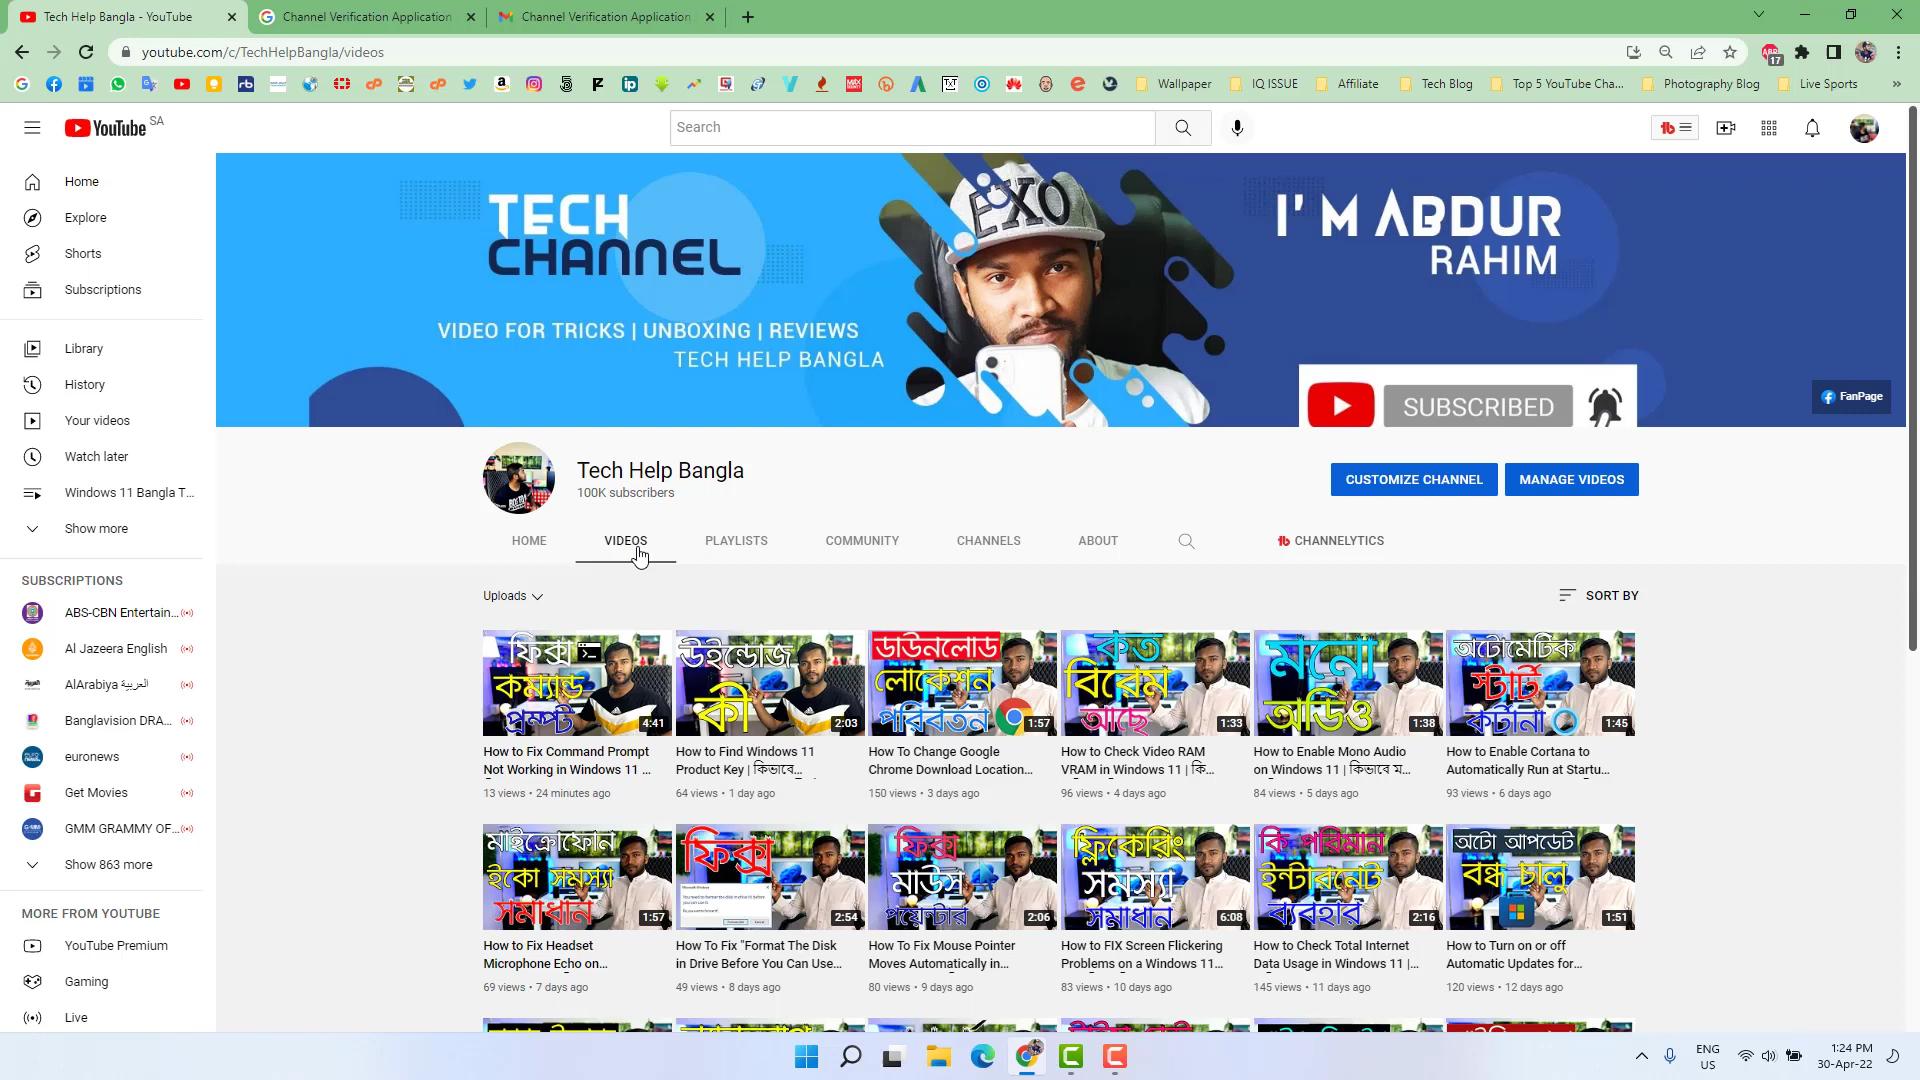 Tech Help Bangla - YouTube
Channel Verification Application
Channel Verification Application
youtube.com/c/TechHelpBangla/videos
17
Wallpaper
IQ ISSUE
Affiliate
Tech Blog
Top 5 YouTube Cha...
Photography Blog
Live Sports
YouTube SA
Search
Home
Explore
Shorts
Subscriptions
Library
History
Your videos
Watch later
Windows 11 Bangla T...
Show more
SUBSCRIPTIONS
ABS-CBN Entertain...
Al Jazeera English
AlArabiya العربية
Banglavision DRA...
euronews
Get Movies
GMM GRAMMY OF...
Show 863 more
MORE FROM YOUTUBE
YouTube Premium
Gaming
Live
TECH
CHANNEL
VIDEO FOR TRICKS | UNBOXING | REVIEWS
TECH HELP BANGLA
EXO
I'M ABDUR
RAHIM
SUBSCRIBED
FanPage
Tech Help Bangla
100K subscribers
CUSTOMIZE CHANNEL
MANAGE VIDEOS
HOME
VIDEOS
PLAYLISTS
COMMUNITY
CHANNELS
ABOUT
CHANNELYTICS
Uploads
SORT BY
ফিক্স
কম্যান্ড
প্রম্পট
4:41
How to Fix Command Prompt
Not Working in Windows 11 ...
13 views • 24 minutes ago
উইন্ডোজ
কী
2:03
How to Find Windows 11
Product Key | কিভাবে...
64 views • 1 day ago
ডাউনলোড
লোকেশন
পরিবর্তন
1:57
How To Change Google
Chrome Download Location...
150 views • 3 days ago
কত
বিরেম
আছে
1:33
How to Check Video RAM
VRAM in Windows 11 | কি...
96 views • 4 days ago
মনো
অডিও
1:38
How to Enable Mono Audio
on Windows 11 | কিভাবে ম...
84 views • 5 days ago
অটোমেটিক
স্টার্ট
কর্টানা
1:45
How to Enable Cortana to
Automatically Run at Startu...
93 views • 6 days ago
মাইক্রোফোন
ইকো সমস্যা
সমাধান
1:57
How to Fix Headset
Microphone Echo on...
69 views • 7 days ago
ফিক্স
2:54
How To Fix "Format The Disk
in Drive Before You Can Use...
49 views • 8 days ago
ফিক্স
মাউস
পয়েন্টার
2:06
How To Fix Mouse Pointer
Moves Automatically in...
80 views • 9 days ago
ফ্লিকেরিং
সমস্যা
সমাধান
6:08
How to FIX Screen Flickering
Problems on a Windows 11...
83 views • 10 days ago
কি পরিমান
ইন্টারনেট
ব্যবহার
2:16
How to Check Total Internet
Data Usage in Windows 11 |...
145 views • 11 days ago
অটো আপডেট
বন্ধ চালু
1:51
How to Turn on or off
Automatic Updates for...
120 views • 12 days ago
ENG
US
1:24 PM
30-Apr-22